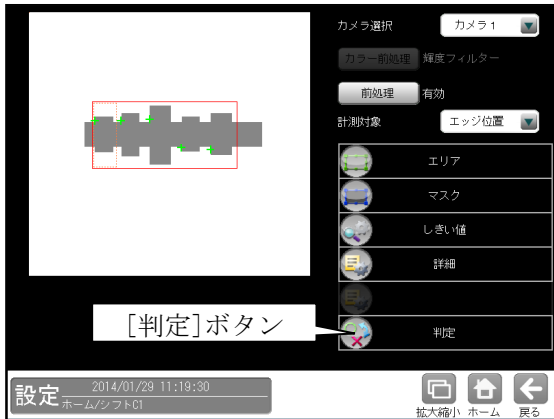 カメラ選択 カメラ1
カラー前処理 輝度フィルター
前処理 有効
計測対象 エッジ位置
エリア
マスク
しきい値
詳細
[判定]ボタン
判定
設定 2014/01/29 11:19:30
ホーム/シフトC1
拡大縮小 ホーム 戻る